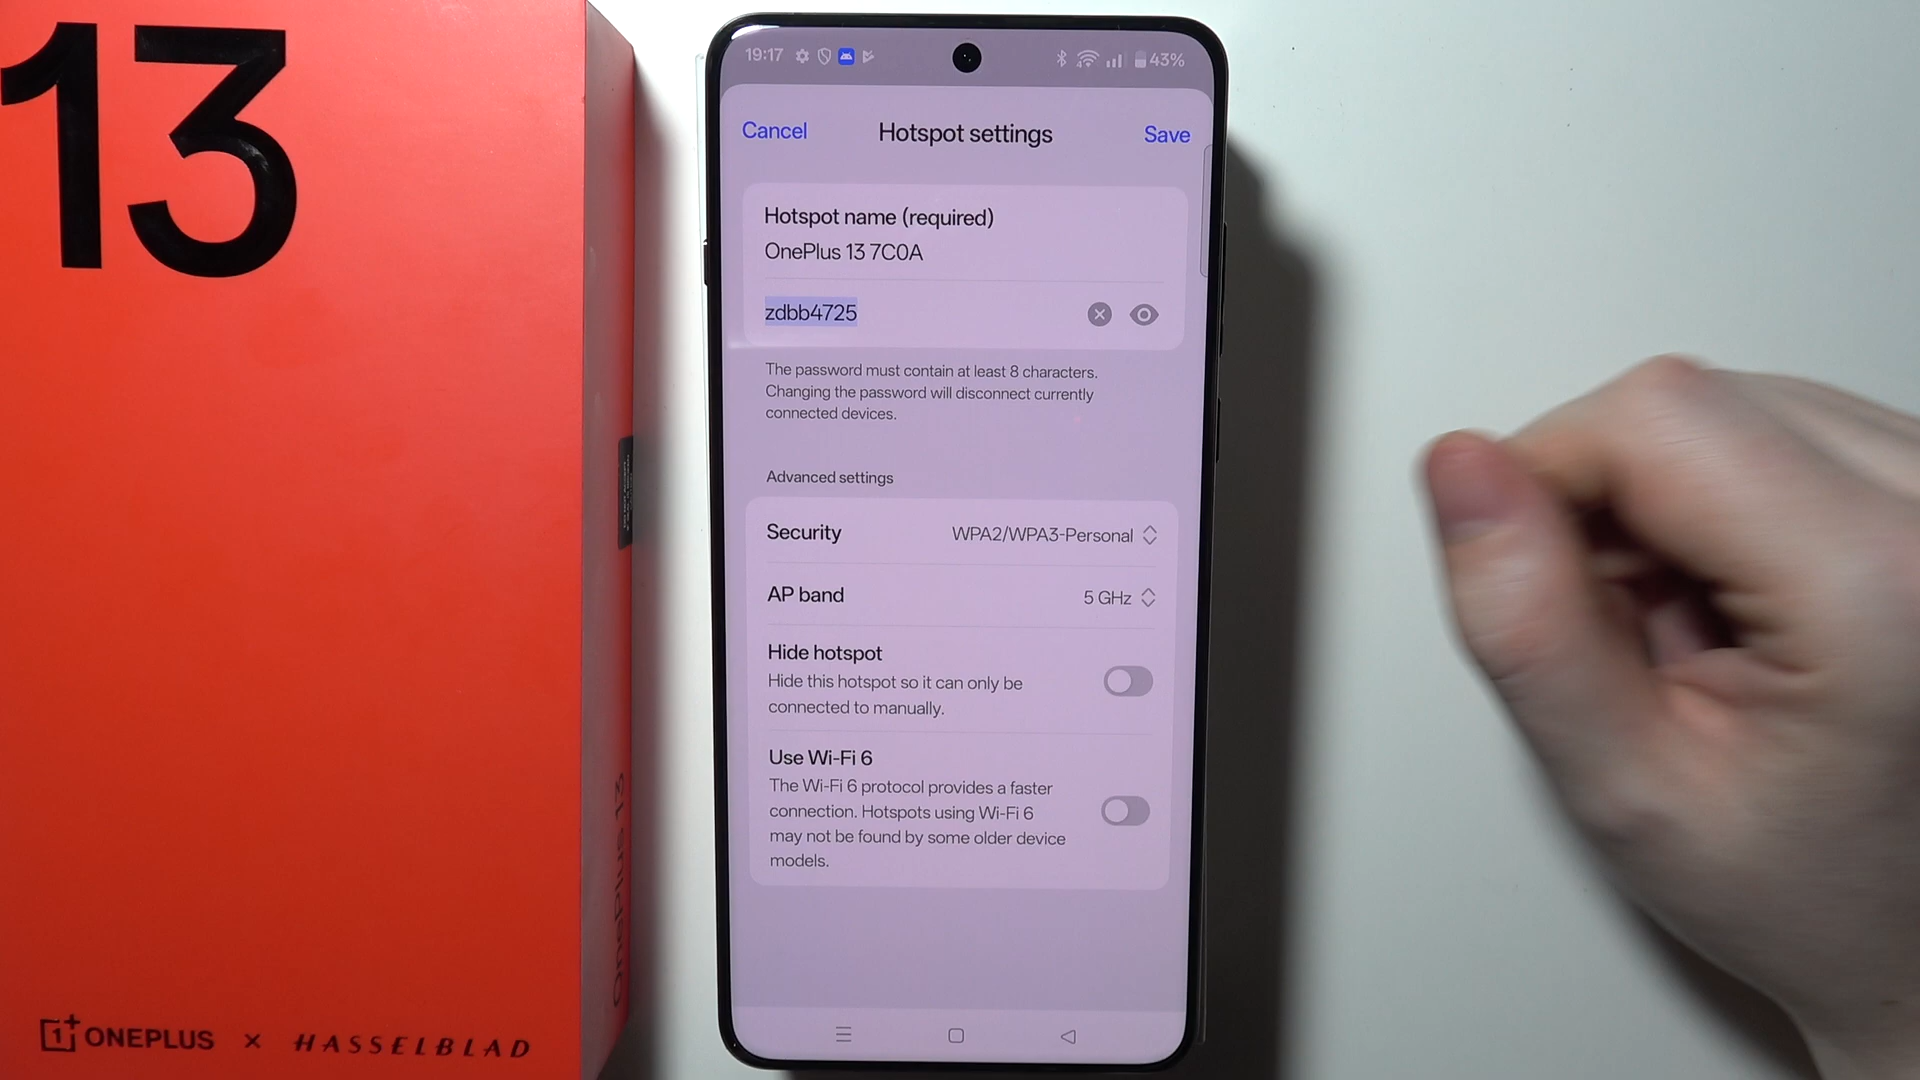 13
ONEPLUS × HASSELBLAD
OnePlus 13
19:17
43%
Cancel
Hotspot settings
Save
Hotspot name (required)
OnePlus 13 7C0A
zdbb4725
The password must contain at least 8 characters.
Changing the password will disconnect currently
connected devices.
Advanced settings
Security
WPA2/WPA3-Personal
AP band
5 GHz
Hide hotspot
Hide this hotspot so it can only be
connected to manually.
Use Wi-Fi 6
The Wi-Fi 6 protocol provides a faster
connection. Hotspots using Wi-Fi 6
may not be found by some older device
models.